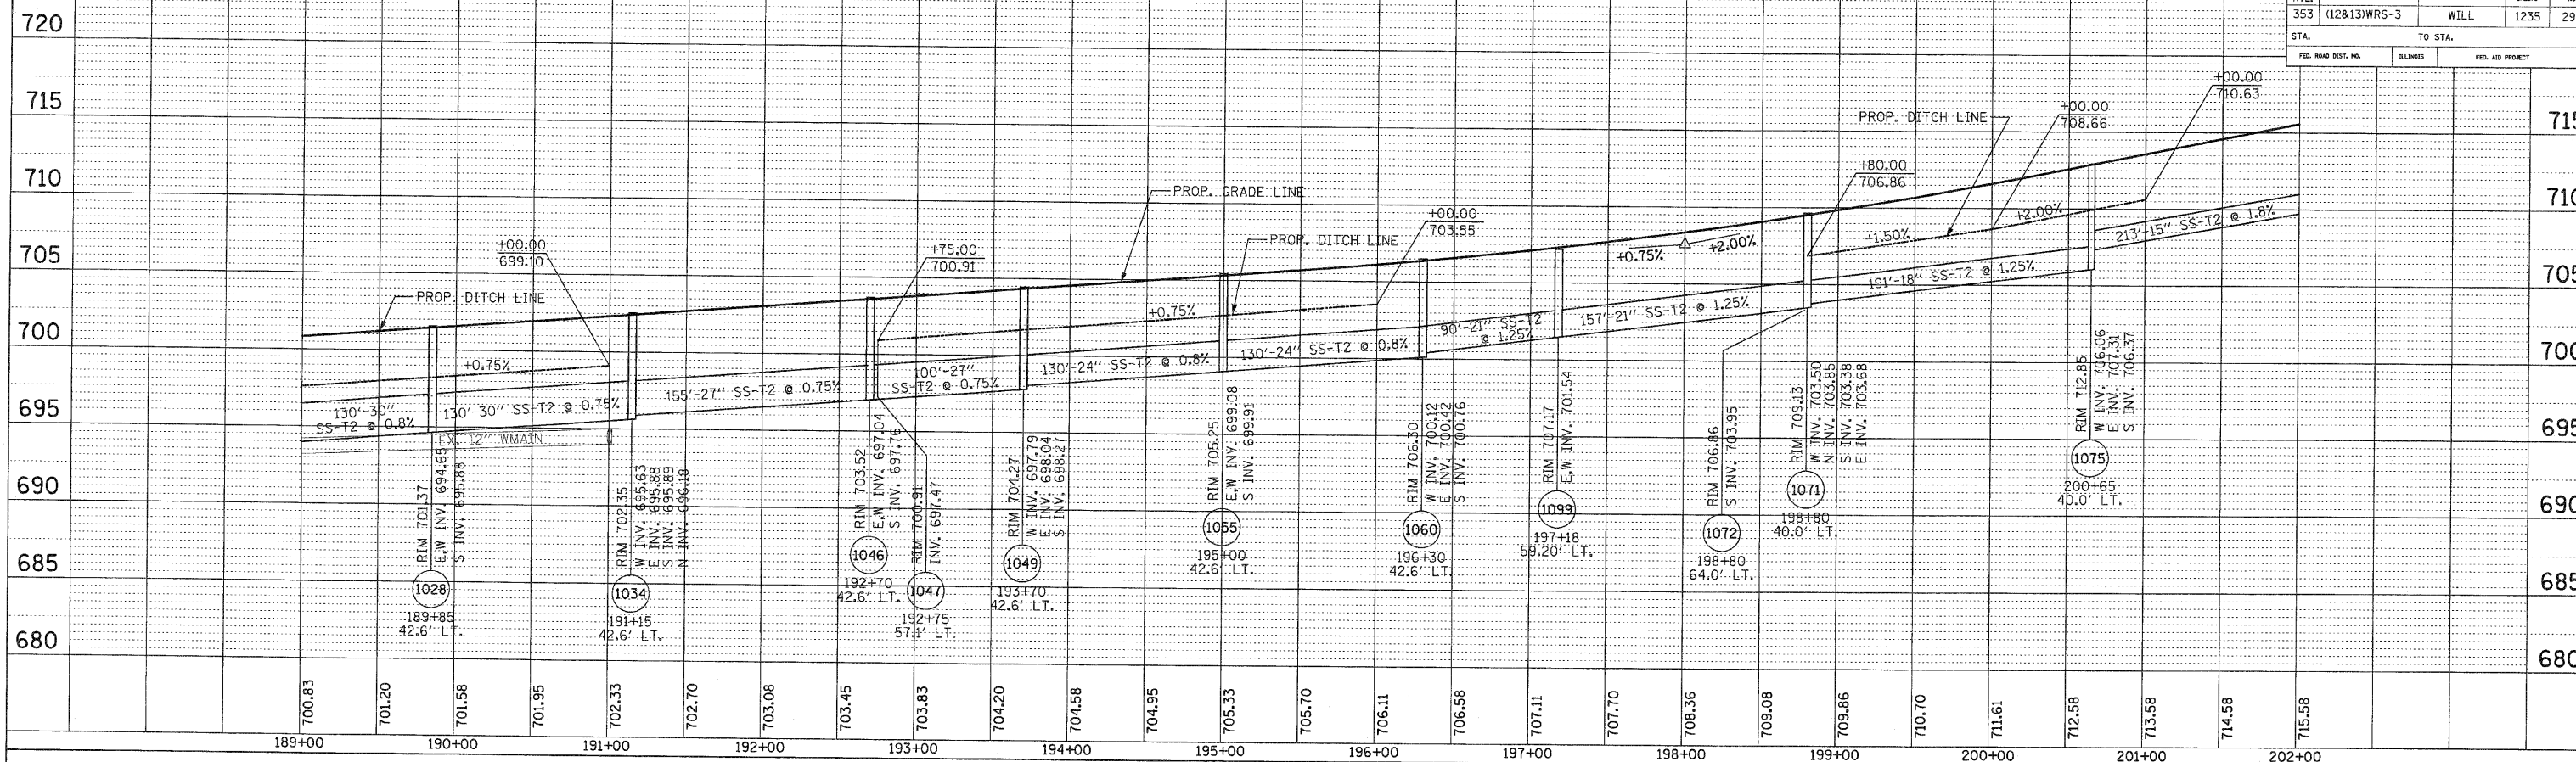 353 (12&13)WRS-3 WILL 1235 29
STA. TO STA.
FED. ROAD DIST. NO. ILLINOIS FED. AID PROJECT
720
715 715
710 710
705 705
700 700
695 695
690 690
685 685
680 680
+00.00
710.63
+00.00
708.66
PROP. DITCH LINE
+80.00
706.86
PROP. GRADE LINE
+00.00
703.55
PROP. DITCH LINE
+75.00
700.91
+00.00
699.10
PROP. DITCH LINE
+0.75%
+0.75%
+0.75%
+2.00%
+1.50%
+2.00%
130'-30"
SS-T2 @ 0.8%
130'-30" SS-T2 @ 0.75%
155'-27" SS-T2 @ 0.75%
100'-27"
SS-T2 @ 0.75%
130'-24" SS-T2 @ 0.8%
130'-24" SS-T2 @ 0.8%
90'-21" SS-T2
@ 1.25%
157'-21" SS-T2 @ 1.25%
191'-18" SS-T2 @ 1.25%
213'-15" SS-T2 @ 1.8%
EX. 12" WMAIN
RIM 701.37
E,W INV. 694.65
S INV. 695.88
1028
189+85
42.6' LT.
RIM 702.35
W INV. 695.63
E INV. 695.88
S INV. 695.89
N INV. 696.18
1034
191+15
42.6' LT.
RIM 703.52
E,W INV. 697.04
S INV. 697.76
1046
192+70
42.6' LT.
RIM 700.91
INV. 697.47
1047
192+75
57.1' LT.
RIM 704.27
W INV. 697.79
E INV. 698.04
S INV. 698.27
1049
193+70
42.6' LT.
RIM 705.25
E,W INV. 699.08
S INV. 699.91
1055
195+00
42.6' LT.
RIM 706.30
W INV. 700.12
E INV. 700.42
S INV. 700.76
1060
196+30
42.6' LT.
RIM 707.17
E,W INV. 701.54
1099
197+18
59.20' LT.
RIM 706.86
S INV. 703.95
1072
198+80
64.0' LT.
RIM 709.13
W INV. 703.50
N INV. 703.85
S INV. 703.38
E INV. 703.68
1071
198+80
40.0' LT.
RIM 712.85
W INV. 706.06
E INV. 707.31
S INV. 706.37
1075
200+65
40.0' LT.
700.83 701.20 701.58 701.95 702.33 702.70 703.08 703.45 703.83 704.20 704.58 704.95 705.33 705.70 706.11 706.58 707.11 707.70 708.36 709.08 709.86 710.70 711.61 712.58 713.58 714.58 715.58
189+00 190+00 191+00 192+00 193+00 194+00 195+00 196+00 197+00 198+00 199+00 200+00 201+00 202+00